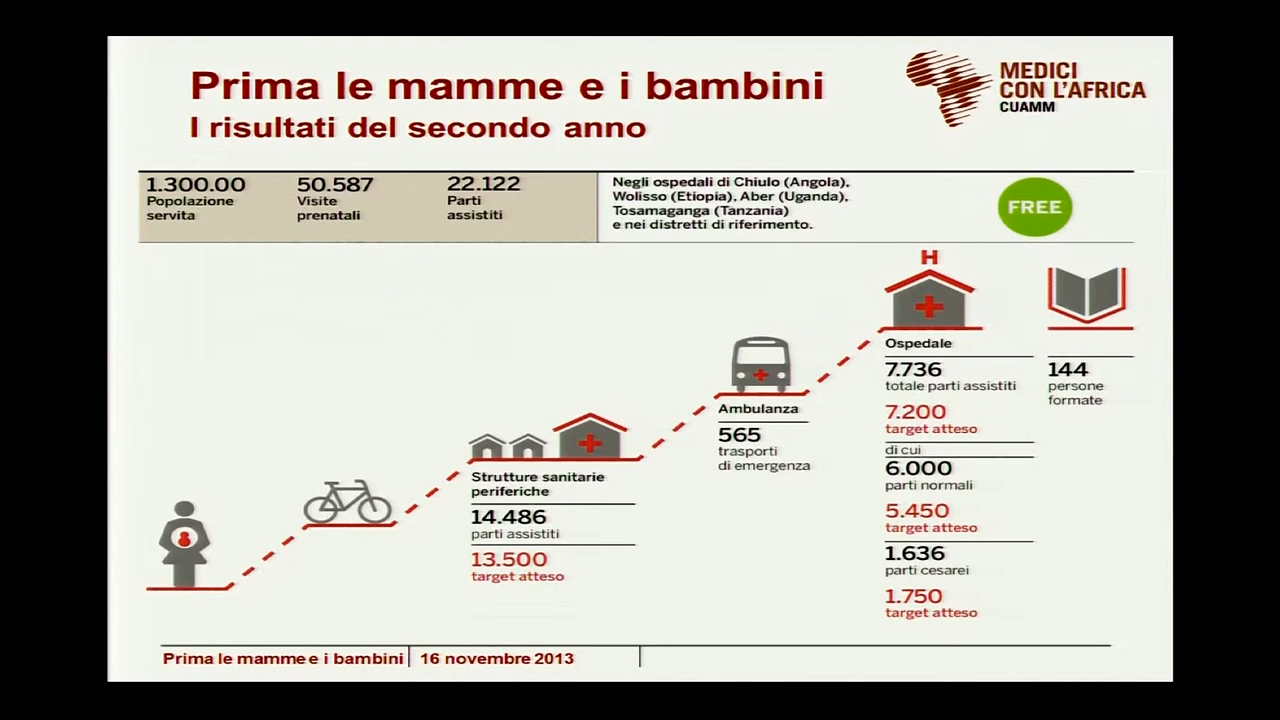 Prima le mamme e i bambini
I risultati del secondo anno
MEDICI
CON L'AFRICA
CUAMM
1.300.00
Popolazione
servita
50.587
Visite
prenatali
22.122
Parti
assistiti
Negli ospedali di Chiulo (Angola),
Wolisso (Etiopia), Aber (Uganda),
Tosamaganga (Tanzania)
e nei distretti di riferimento.
FREE
Strutture sanitarie
periferiche
14.486
parti assistiti
13.500
target atteso
Ambulanza
565
trasporti
di emergenza
H
Ospedale
7.736
totale parti assistiti
7.200
target atteso
di cui
6.000
parti normali
5.450
target atteso
1.636
parti cesarei
1.750
target atteso
144
persone
formate
Prima le mamme e i bambini
16 novembre 2013